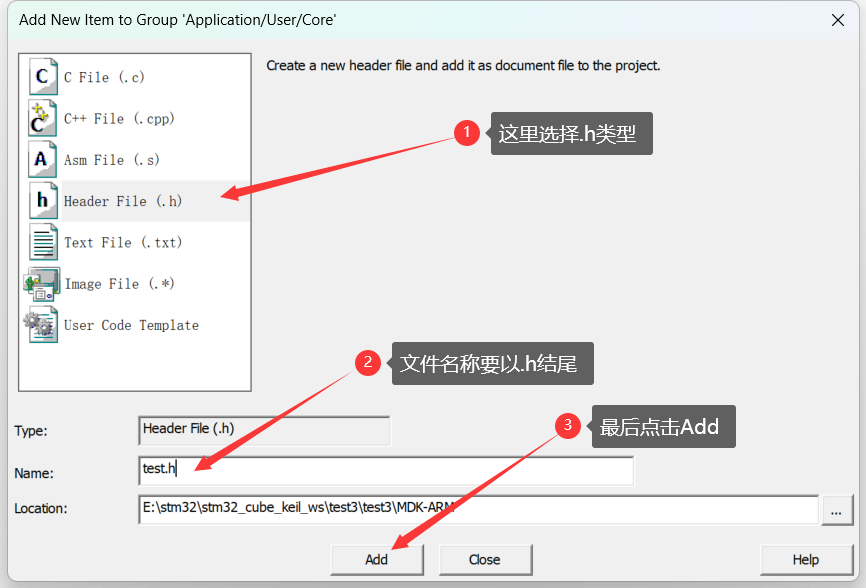 Add New Item to Group 'Application/User/Core'
C File (.c)
C++ File (.cpp)
Asm File (.s)
Header File (.h)
Text File (.txt)
Image File (.*)
User Code Template
Create a new header file and add it as document file to the project.
1 这里选择.h类型
2 文件名称要以.h结尾
3 最后点击Add
Type: Header File (.h)
Name: test.h
Location: E:\stm32\stm32_cube_keil_ws\test3\test3\MDK-ARM
...
Add Close Help